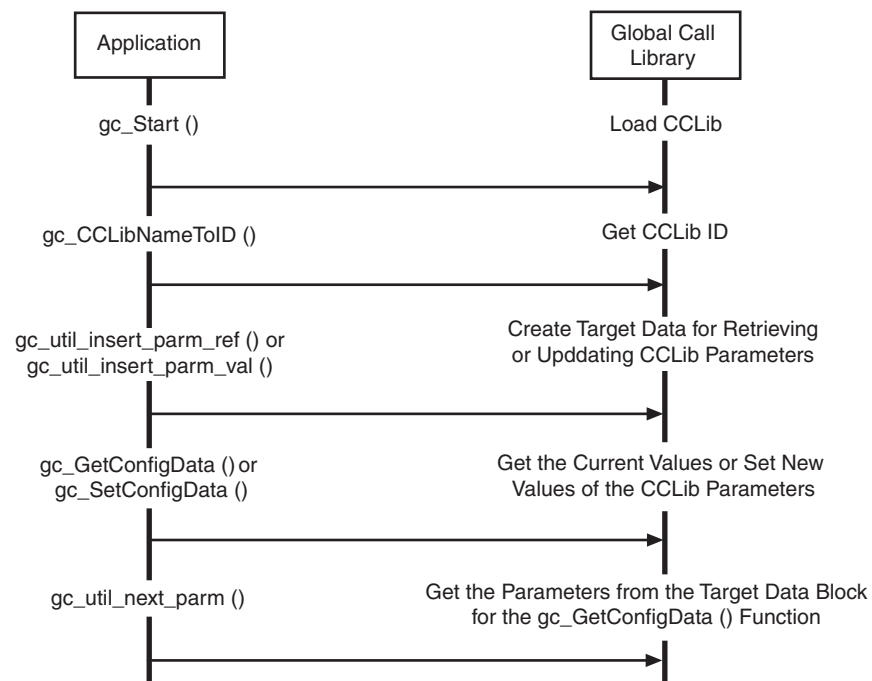 Application
Global Call
Library
gc_Start ()
Load CCLib
gc_CCLibNameToID ()
Get CCLib ID
gc_util_insert_parm_ref () or
gc_util_insert_parm_val ()
Create Target Data for Retrieving
or Upddating CCLib Parameters
gc_GetConfigData () or
gc_SetConfigData ()
Get the Current Values or Set New
Values of the CCLib Parameters
gc_util_next_parm ()
Get the Parameters from the Target Data Block
for the gc_GetConfigData () Function